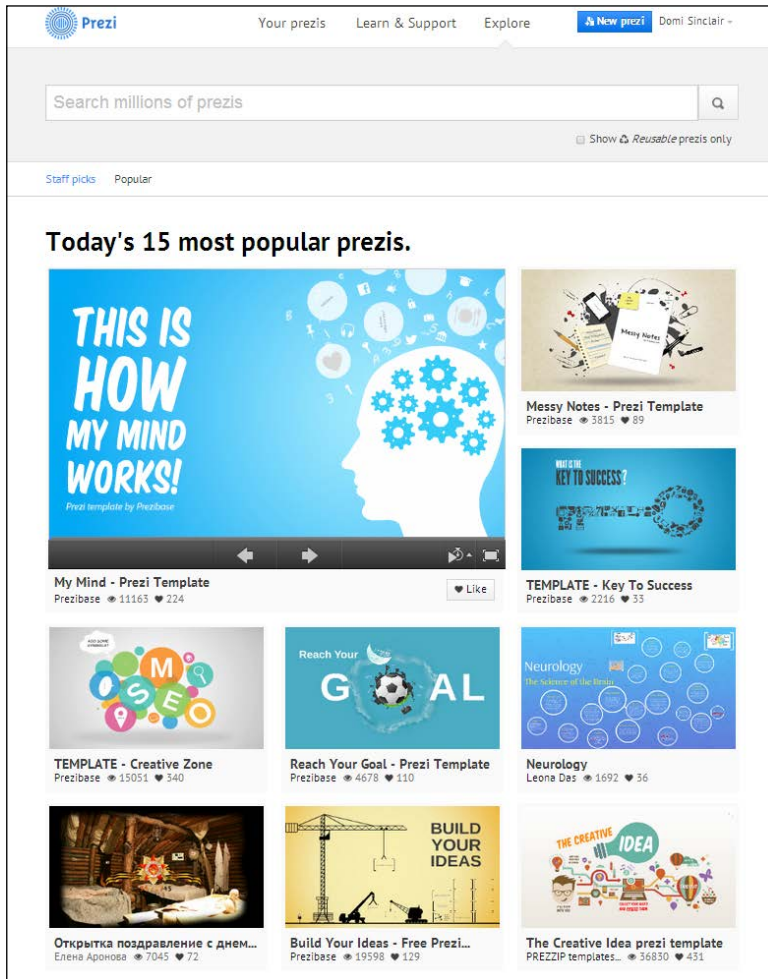 Prezi
Your prezis
Learn & Support
Explore
New prezi
Domi Sinclair
Search millions of prezis
Show Reusable prezis only
Staff picks
Popular
Today's 15 most popular prezis.
THIS IS
HOW
MY MIND
WORKS!
Prezi template by Prezibase
My Mind - Prezi Template
Prezibase 11163 224
Like
Messy Notes
Messy Notes - Prezi Template
Prezibase 3815 89
WHAT IS THE
KEY TO SUCCESS?
TEMPLATE - Key To Success
Prezibase 2216 33
M
SEO
TEMPLATE - Creative Zone
Prezibase 15051 340
Reach Your
G AL
Reach Your Goal - Prezi Template
Prezibase 4678 110
Neurology
The Science of the Brain
Neurology
Leona Das 1692 36
Открытка поздравление с днем...
Елена Аронова 7045 72
BUILD
YOUR
IDEAS
Build Your Ideas - Free Prezi...
Prezibase 19598 129
THE CREATIVE
IDEA
The Creative Idea prezi template
PREZZIP templates... 36830 431